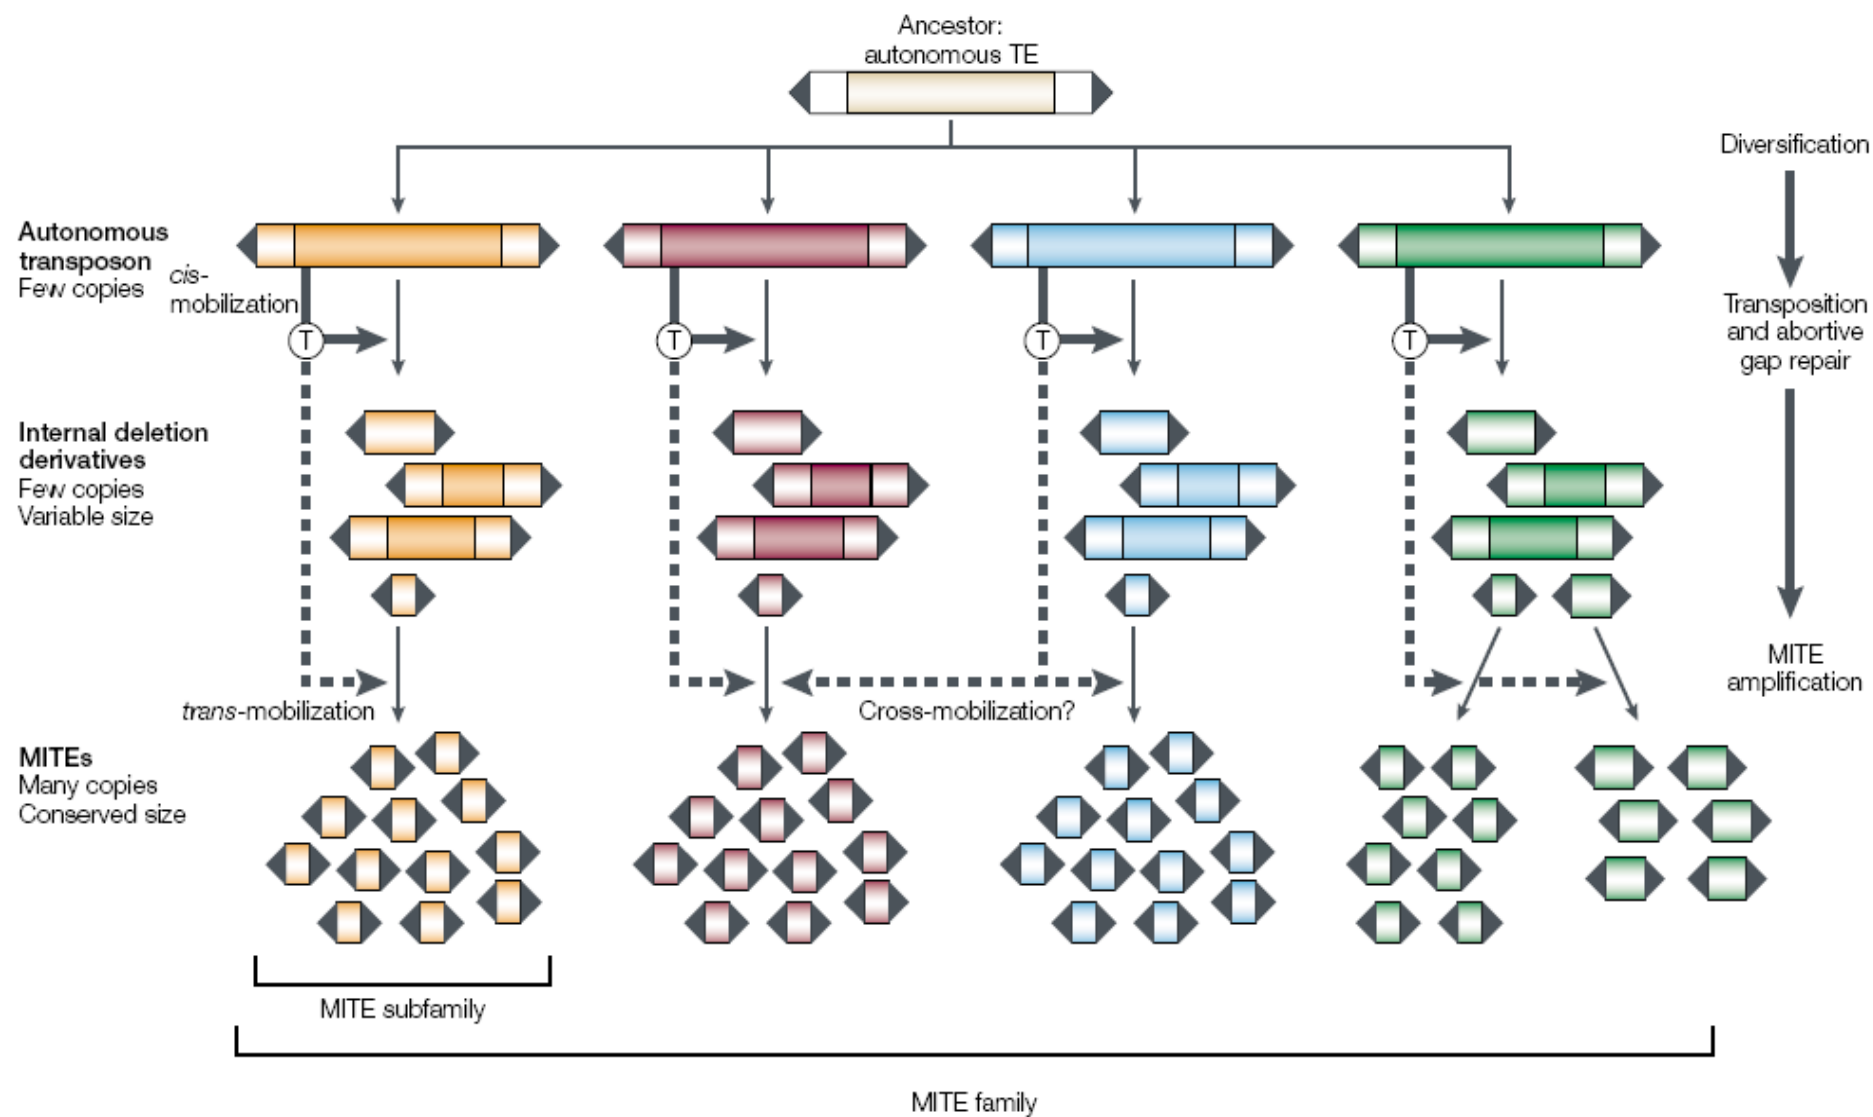 Ancestor:
autonomous TE
Diversification
Autonomous
transposon
Few copies
cis-
mobilization
T
T
T
T
Transposition
and abortive
gap repair
Internal deletion
derivatives
Few copies
Variable size
MITE
amplification
trans-mobilization
Cross-mobilization?
MITEs
Many copies
Conserved size
MITE subfamily
MITE family